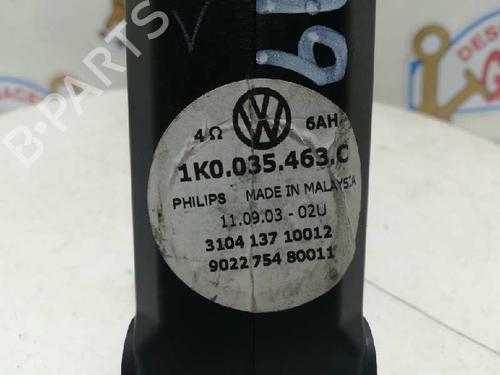 4Ω VW 6AH
1K0.035.463.C
PHILIPS MADE IN MALAYSIA
11.09.03 - 02U
3104 137 10012
9022 754 80011
B-PARTS